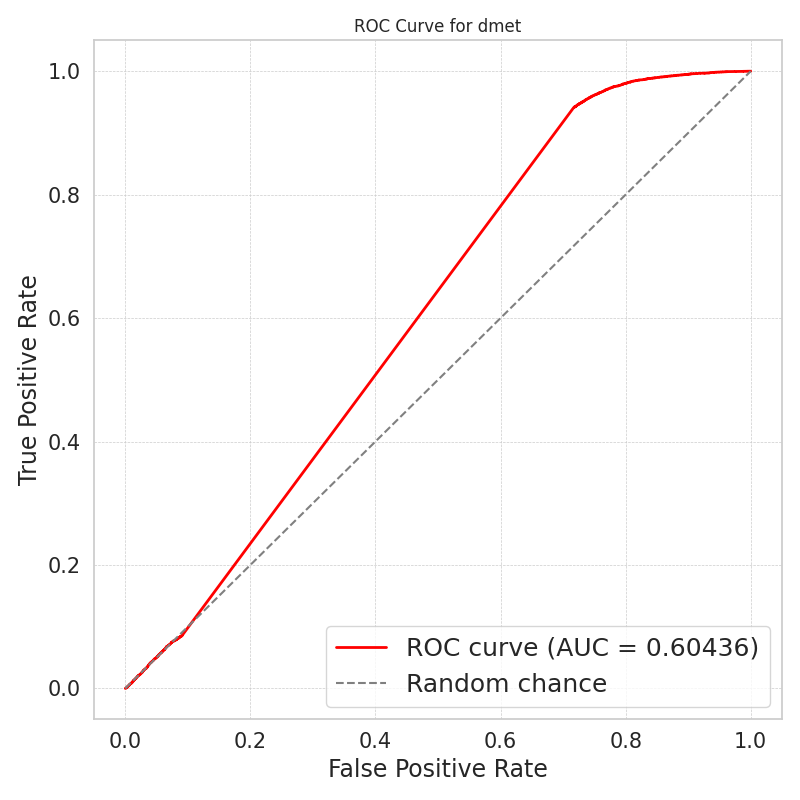 ROC Curve for dmet
1.0
0.8
0.6
0.4
0.2
0.0
True Positive Rate
ROC curve (AUC = 0.60436)
Random chance
0.0 0.2 0.4 0.6 0.8 1.0
False Positive Rate